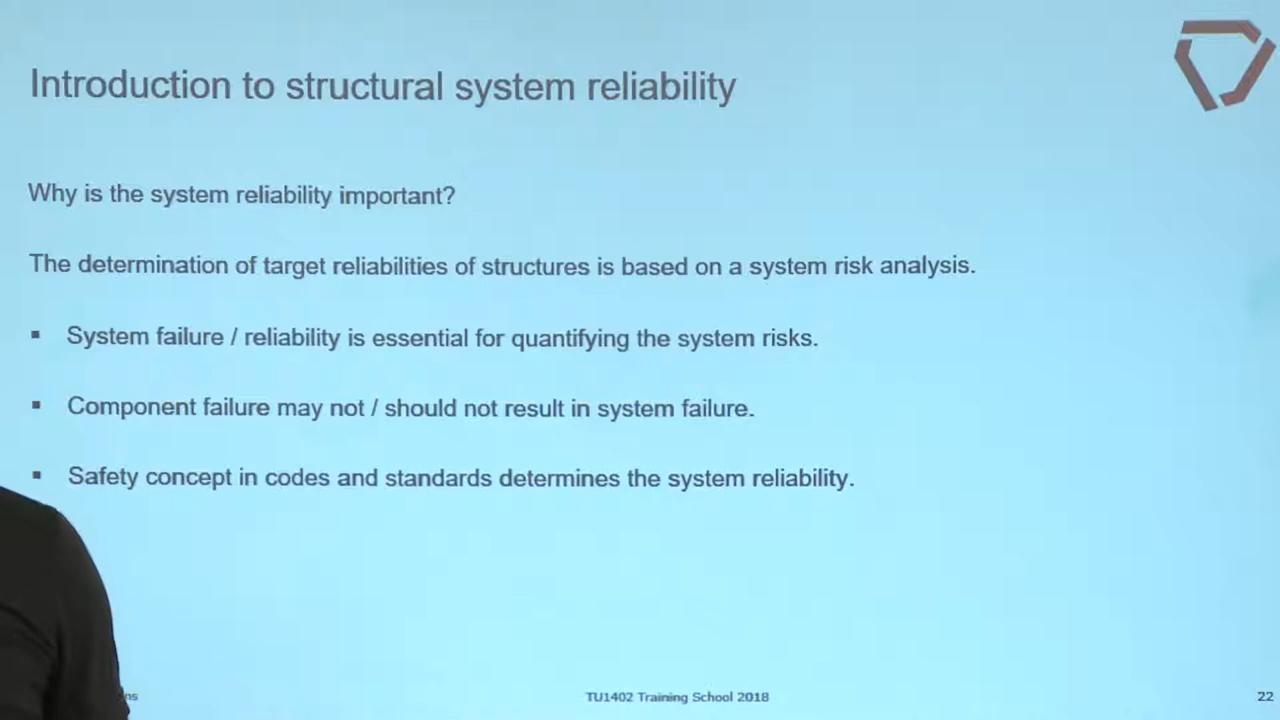 Introduction to structural system reliability
Why is the system reliability important?
The determination of target reliabilities of structures is based on a system risk analysis.
▪ System failure / reliability is essential for quantifying the system risks.
▪ Component failure may not / should not result in system failure.
▪ Safety concept in codes and standards determines the system reliability.
TU1402 Training School 2018
22